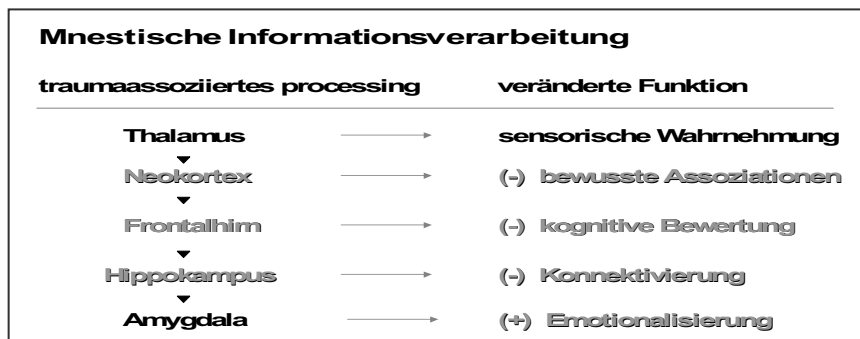 Mnestische Informationsverarbeitung
traumaassoziiertes processing veränderte Funktion
Thalamus sensorische Wahrnehmung
Neokortex (-) bewusste Assoziationen
Frontalhirn (-) kognitive Bewertung
Hippokampus (-) Konnektivierung
Amygdala (+) Emotionalisierung